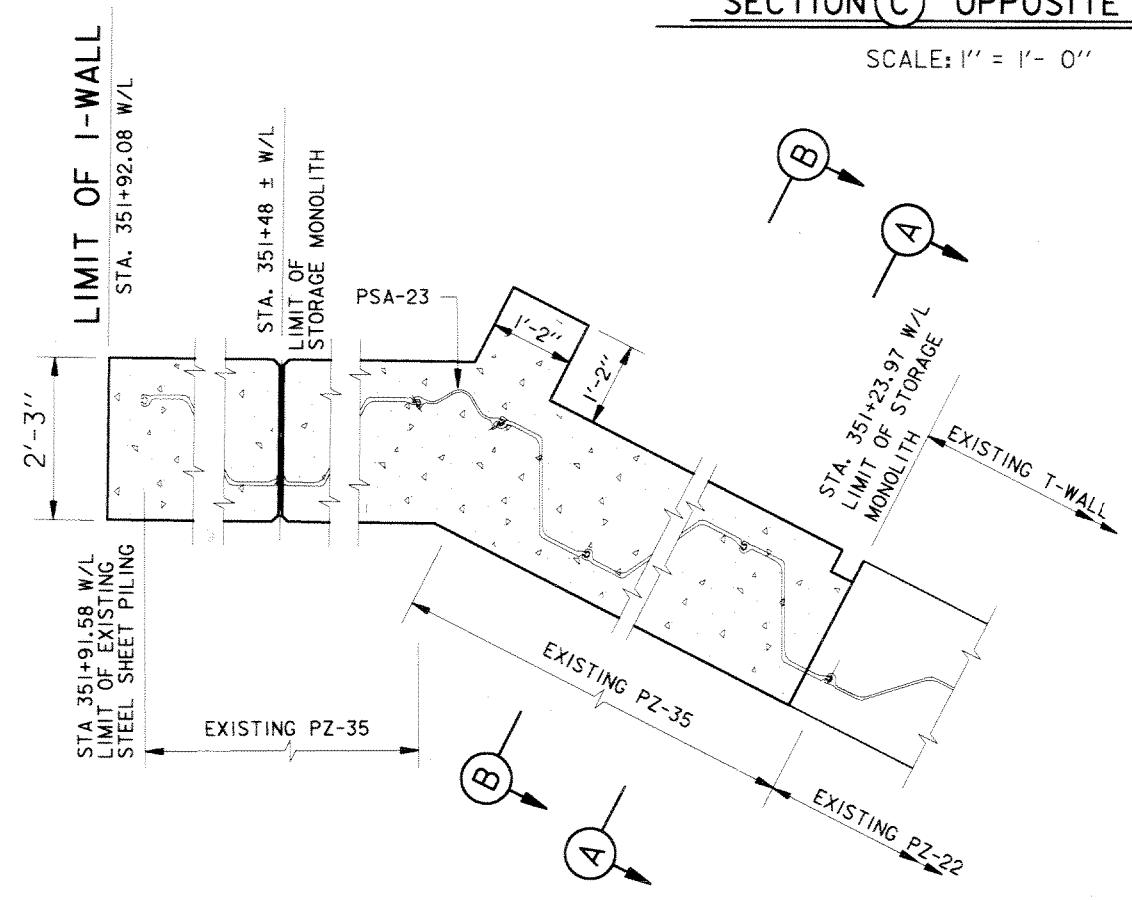 SECTION C OPPOSITE
SCALE: 1'' = 1'- 0''
LIMIT OF I-WALL
STA. 351+92.08 W/L
STA. 351+48 ± W/L
LIMIT OF
STORAGE MONOLITH
B
A
PSA-23
1'-2''
1'-2''
2'-3''
STA. 351+23.97 W/L
LIMIT OF STORAGE
MONOLITH
EXISTING T-WALL
STA 351+91.58 W/L
LIMIT OF EXISTING
STEEL SHEET PILING
EXISTING PZ-35
EXISTING PZ-35
B
A
EXISTING PZ-22